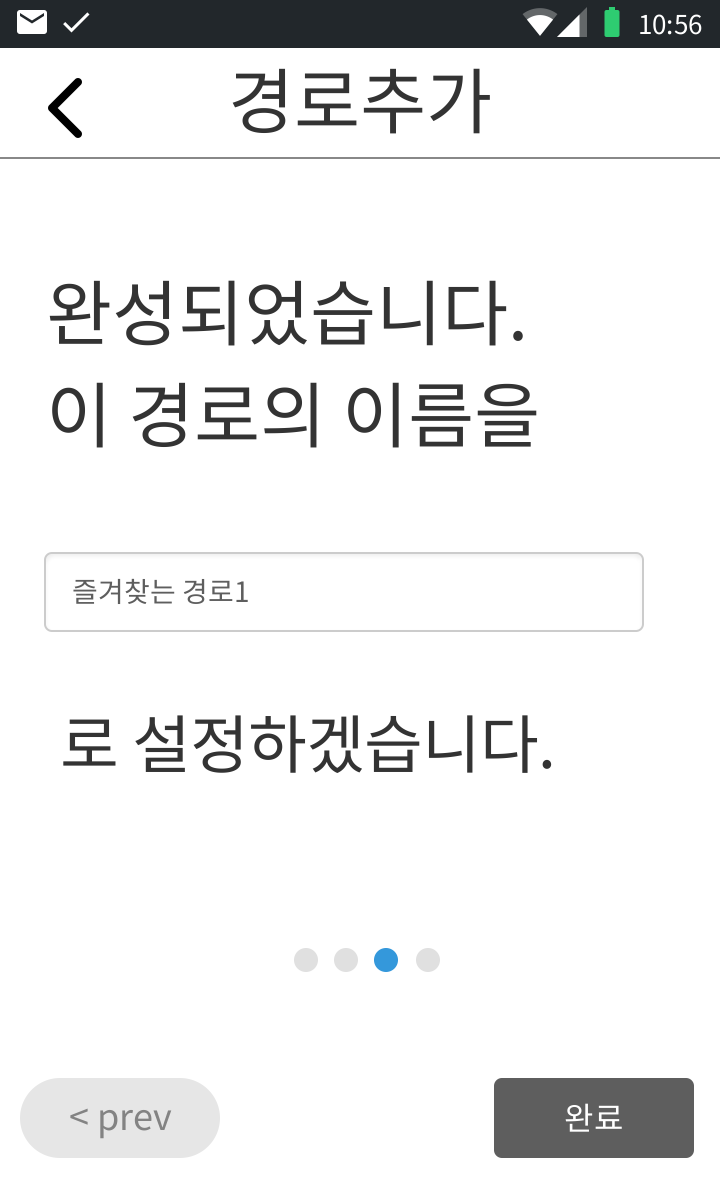 10:56
경로추가
완성되었습니다.
이 경로의 이름을
즐겨찾는 경로1
로 설정하겠습니다.
< prev
완료